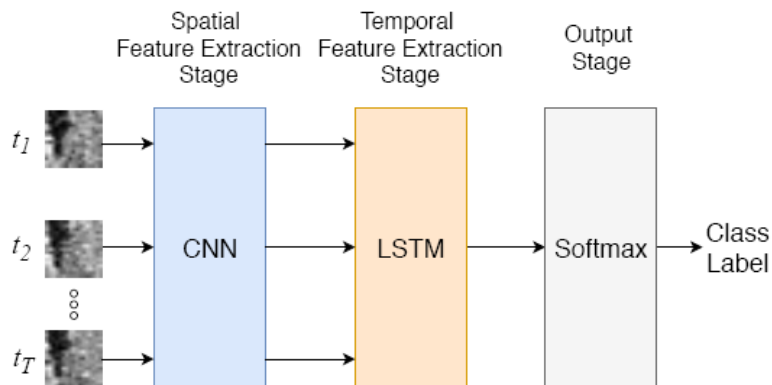 Spatial
Feature Extraction
Stage
Temporal
Feature Extraction
Stage
Output
Stage
t1
t2
tT
CNN
LSTM
Softmax
Class
Label